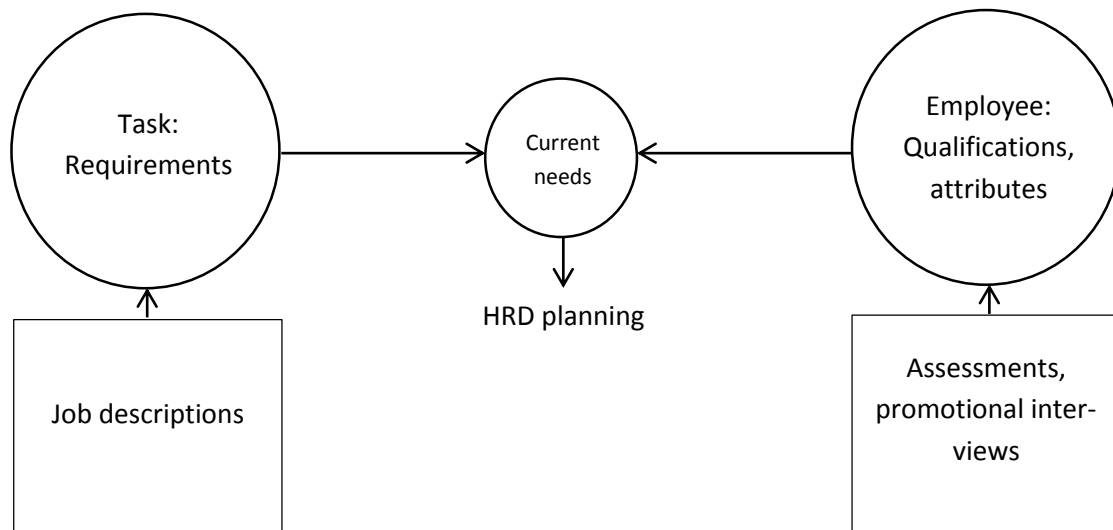 Task:
Requirements
Current
needs
Employee:
Qualifications,
attributes
HRD planning
Job descriptions
Assessments,
promotional inter-
views